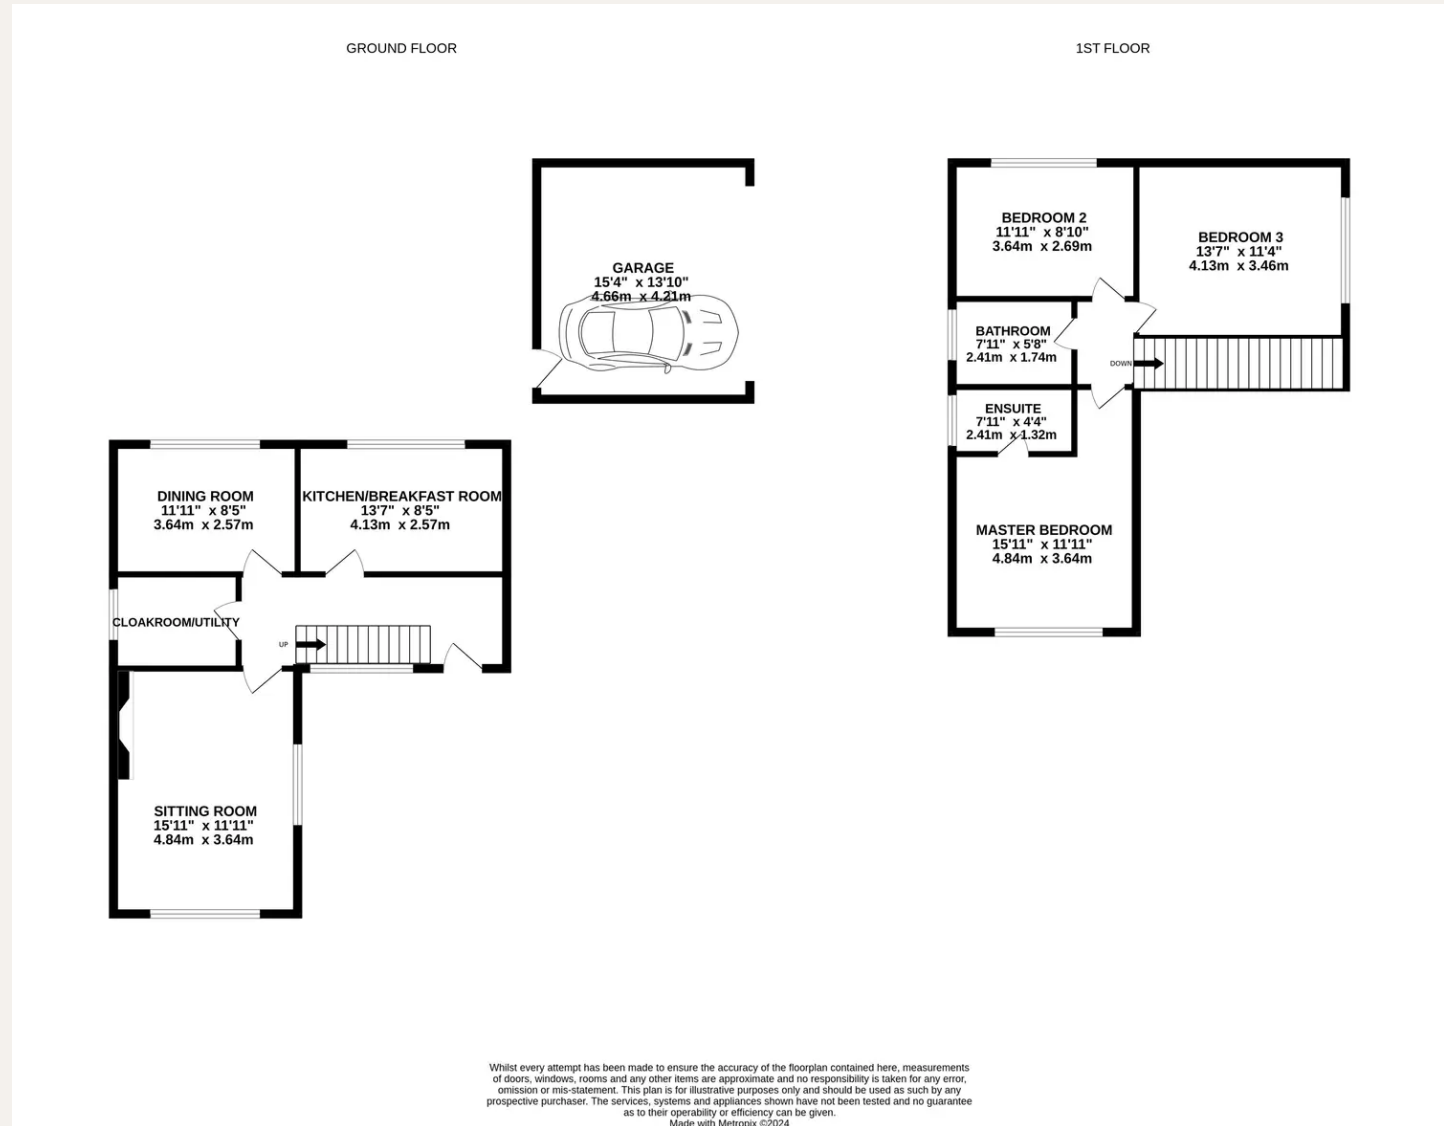 GROUND FLOOR
1ST FLOOR
GARAGE
15'4" x 13'10"
4.66m x 4.21m
DINING ROOM
11'11" x 8'5"
3.64m x 2.57m
KITCHEN/BREAKFAST ROOM
13'7" x 8'5"
4.13m x 2.57m
CLOAKROOM/UTILITY
UP
SITTING ROOM
15'11" x 11'11"
4.84m x 3.64m
BEDROOM 2
11'11" x 8'10"
3.64m x 2.69m
BEDROOM 3
13'7" x 11'4"
4.13m x 3.46m
BATHROOM
7'11" x 5'8"
2.41m x 1.74m
DOWN
ENSUITE
7'11" x 4'4"
2.41m x 1.32m
MASTER BEDROOM
15'11" x 11'11"
4.84m x 3.64m
Whilst every attempt has been made to ensure the accuracy of the floorplan contained here, measurements
of doors, windows, rooms and any other items are approximate and no responsibility is taken for any error,
omission or mis-statement. This plan is for illustrative purposes only and should be used as such by any
prospective purchaser. The services, systems and appliances shown have not been tested and no guarantee
as to their operability or efficiency can be given.
Made with Metropix ©2024